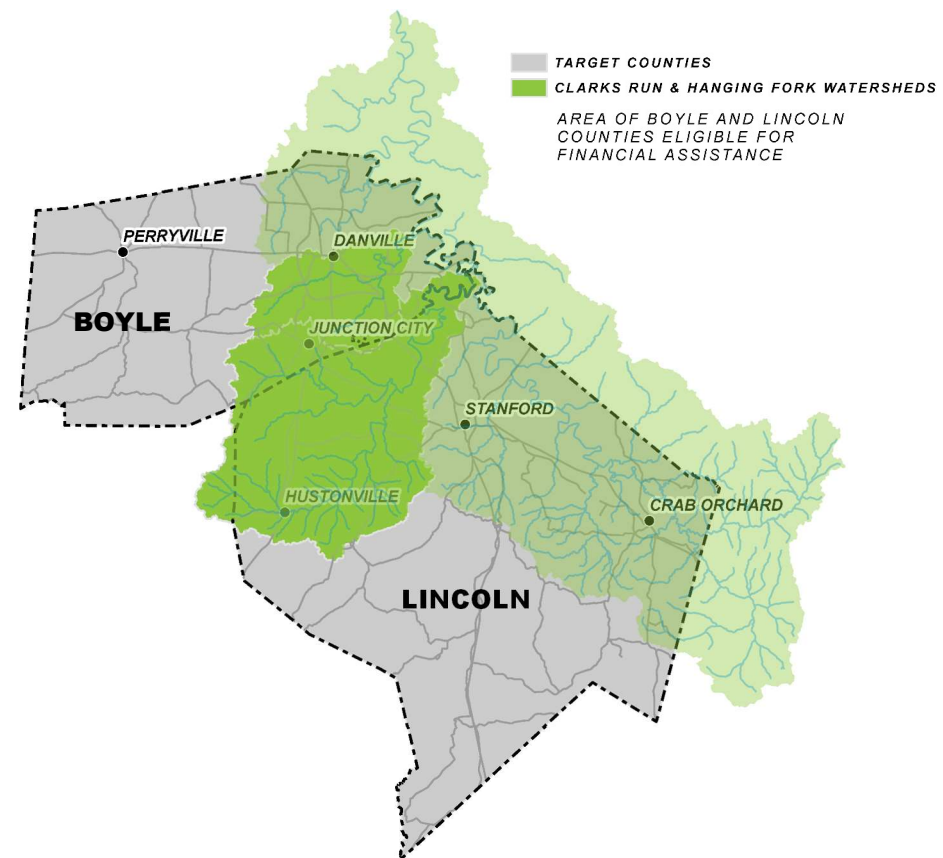 TARGET COUNTIES
CLARKS RUN & HANGING FORK WATERSHEDS
AREA OF BOYLE AND LINCOLN
COUNTIES ELIGIBLE FOR
FINANCIAL ASSISTANCE
PERRYVILLE
DANVILLE
BOYLE
JUNCTION CITY
STANFORD
HUSTONVILLE
CRAB ORCHARD
LINCOLN